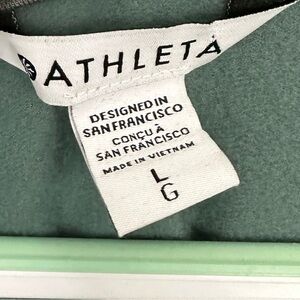 ATHLETA
DESIGNED IN
SAN FRANCISCO
CONÇU À
SAN FRANCISCO
MADE IN VIETNAM
L
G